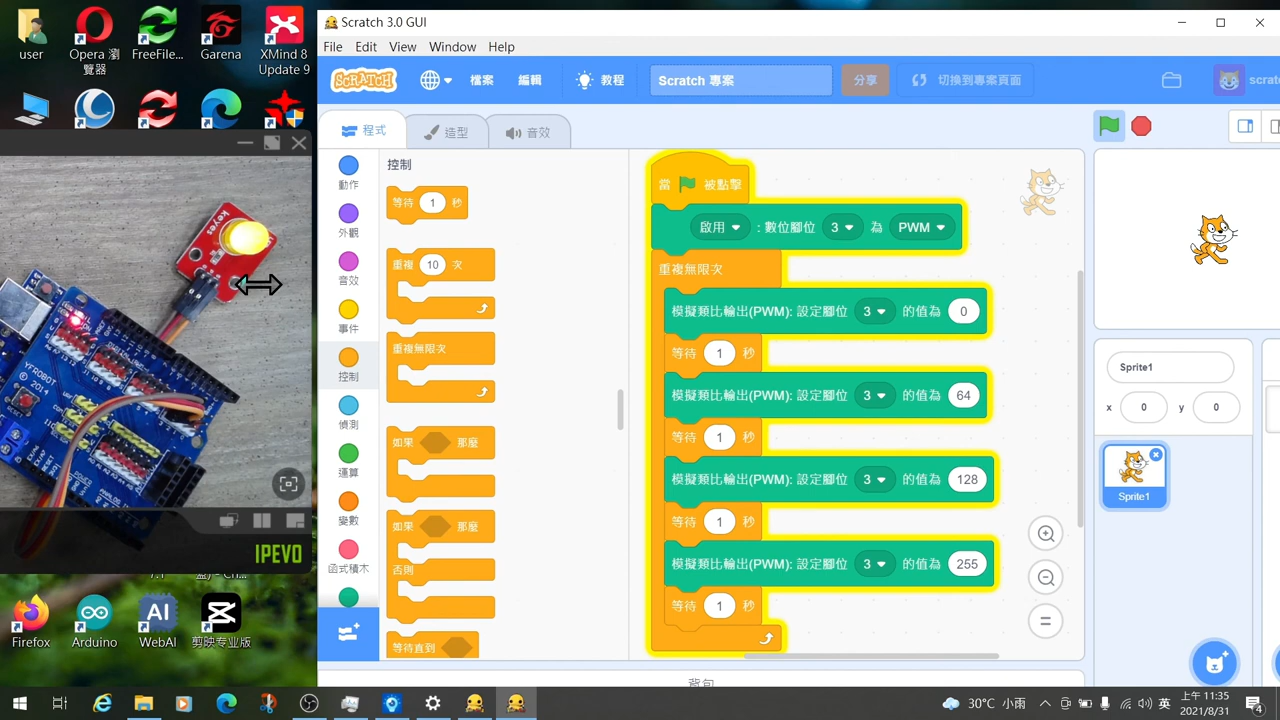 user
Opera 瀏覽器
FreeFile...
Garena
XMind 8 Update 9
keyes
DFROBOT
© 2014
ANALOG
IPEVO
Firefox
Arduino
WebAI
剪映专业版
Scratch 3.0 GUI
File Edit View Window Help
SCRATCH
檔案
編輯
教程
Scratch 專案
分享
切換到專案頁面
scrat
程式
造型
音效
動作
外觀
音效
事件
控制
偵測
運算
變數
函式積木
控制
等待 1 秒
重複 10 次
重複無限次
如果 那麼
如果 那麼
否則
等待直到
當 被點擊
啟用 : 數位腳位 3 為 PWM
重複無限次
模擬類比輸出(PWM): 設定腳位 3 的值為 0
等待 1 秒
模擬類比輸出(PWM): 設定腳位 3 的值為 64
等待 1 秒
模擬類比輸出(PWM): 設定腳位 3 的值為 128
等待 1 秒
模擬類比輸出(PWM): 設定腳位 3 的值為 255
等待 1 秒
背包
Sprite1
x 0 y 0
Sprite1
30°C 小雨
英
上午 11:35
2021/8/31
4